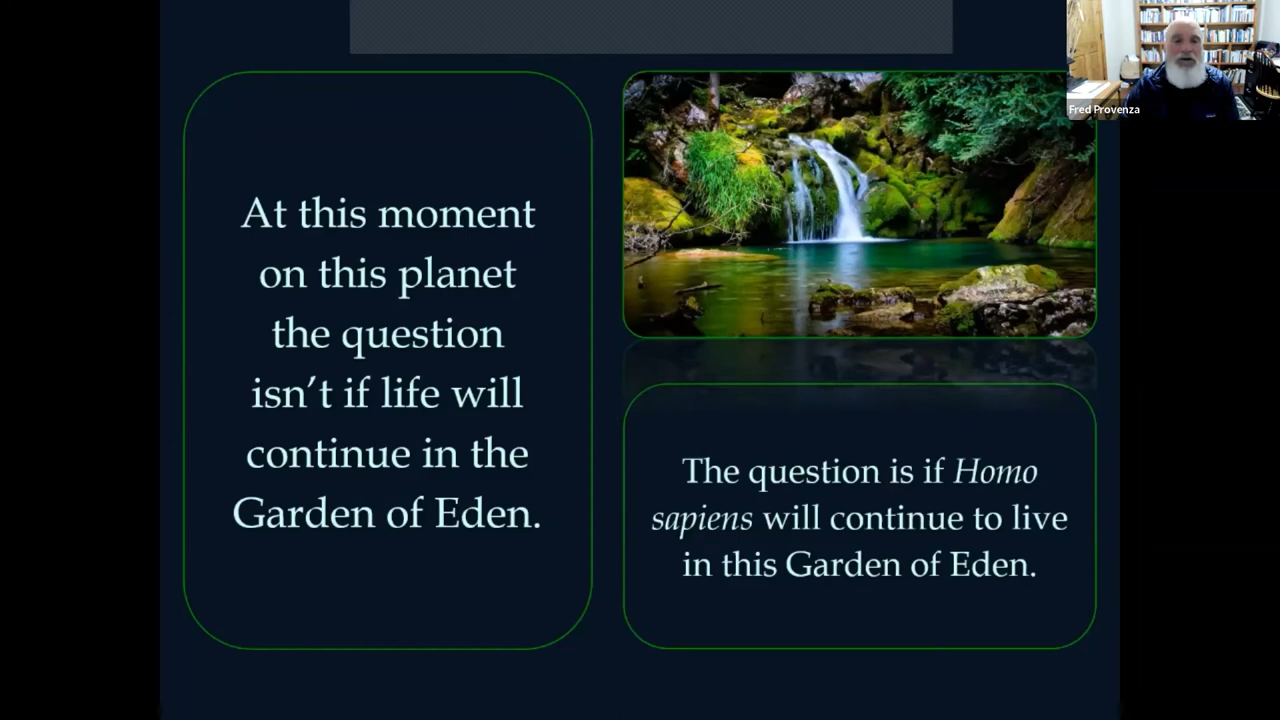 At this moment
on this planet
the question
isn’t if life will
continue in the
Garden of Eden.
The question is if Homo
sapiens will continue to live
in this Garden of Eden.
Fred Provenza